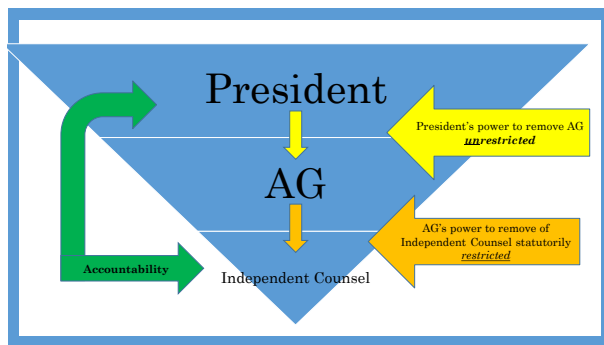 President
President's power to remove AG
unrestricted
AG
AG's power to remove of
Independent Counsel statutorily
restricted
Accountability
Independent Counsel